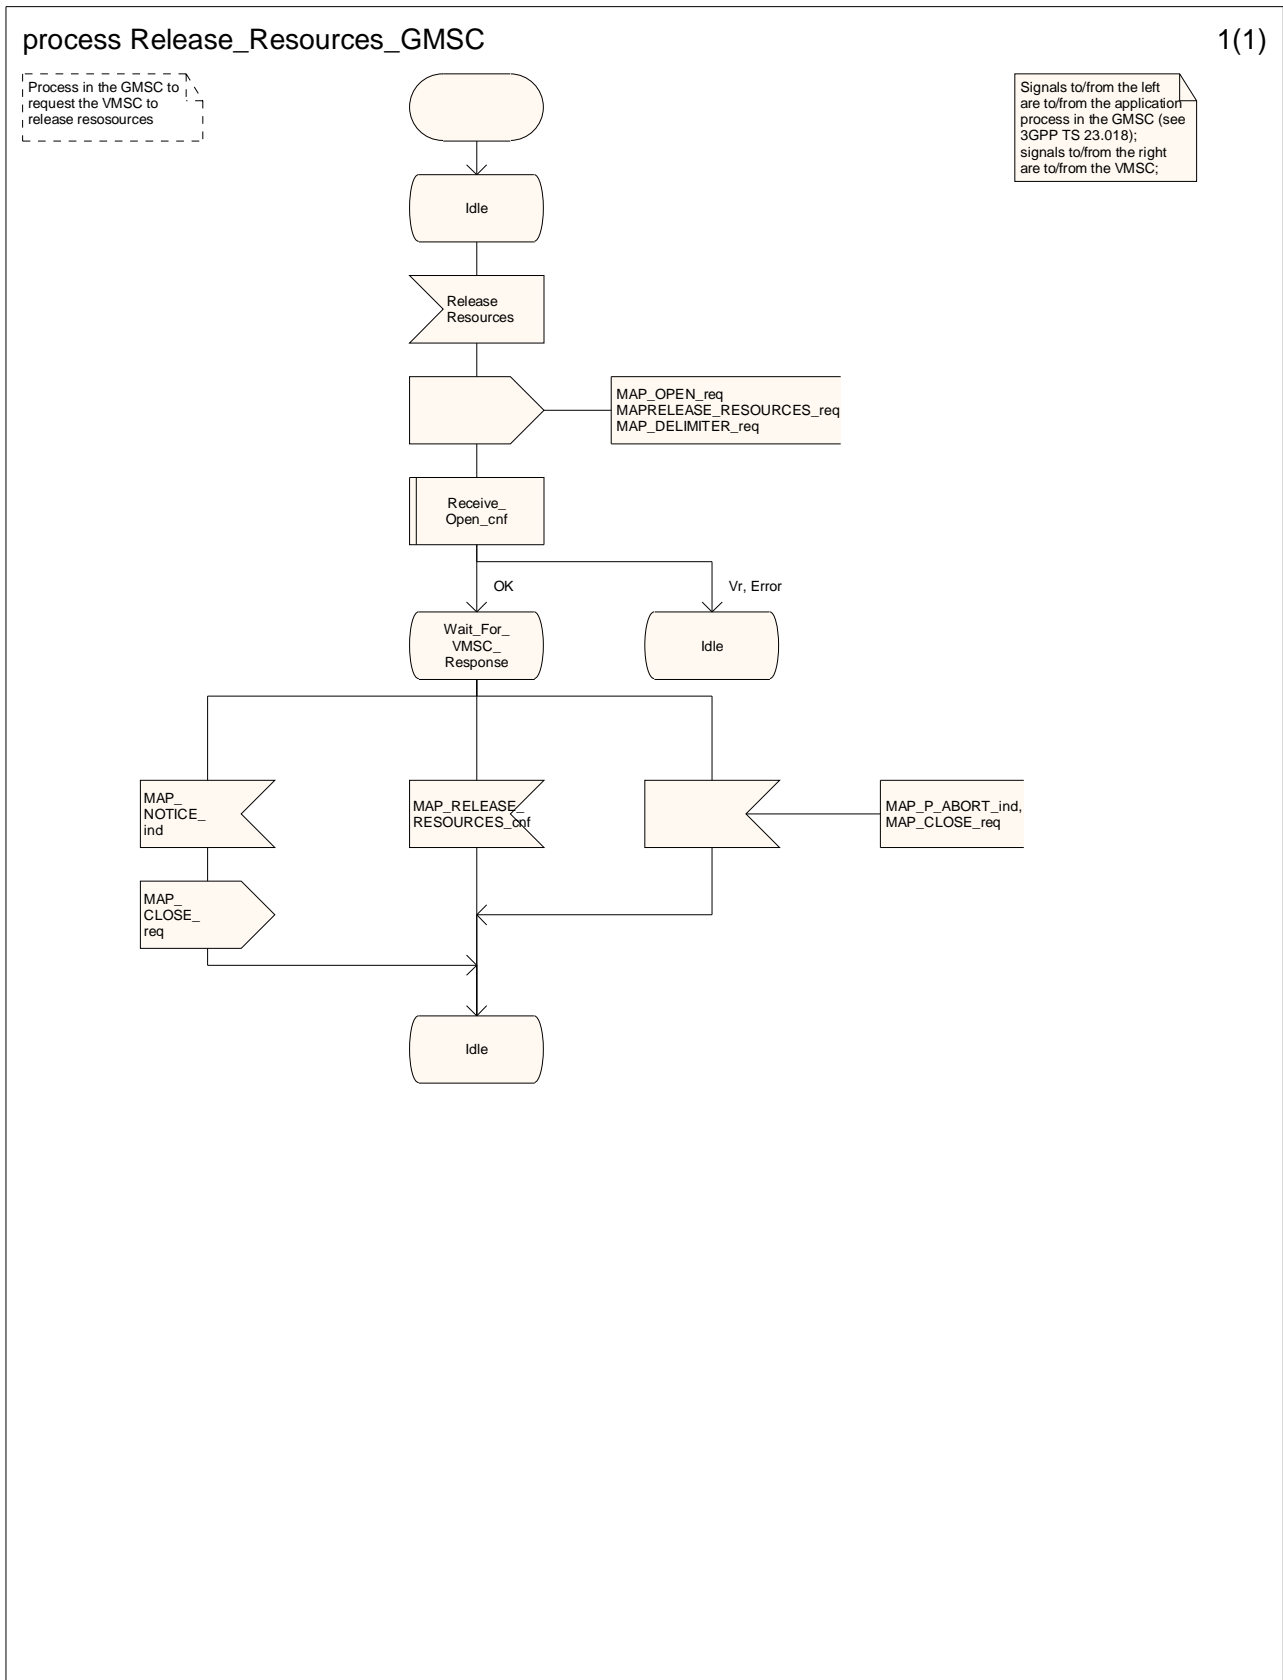 process Release_Resources_GMSC
1(1)
Process in the GMSC to
request the VMSC to
release resosources
Signals to/from the left
are to/from the application
process in the GMSC (see
3GPP TS 23.018);
signals to/from the right
are to/from the VMSC;
Idle
Release
Resources
MAP_OPEN_req
MAPRELEASE_RESOURCES_req
MAP_DELIMITER_req
Receive_
Open_cnf
OK
Vr, Error
Wait_For_
VMSC_
Response
Idle
MAP_
NOTICE_
ind
MAP_RELEASE_
RESOURCES_cnf
MAP_P_ABORT_ind,
MAP_CLOSE_req
MAP_
CLOSE_
req
Idle